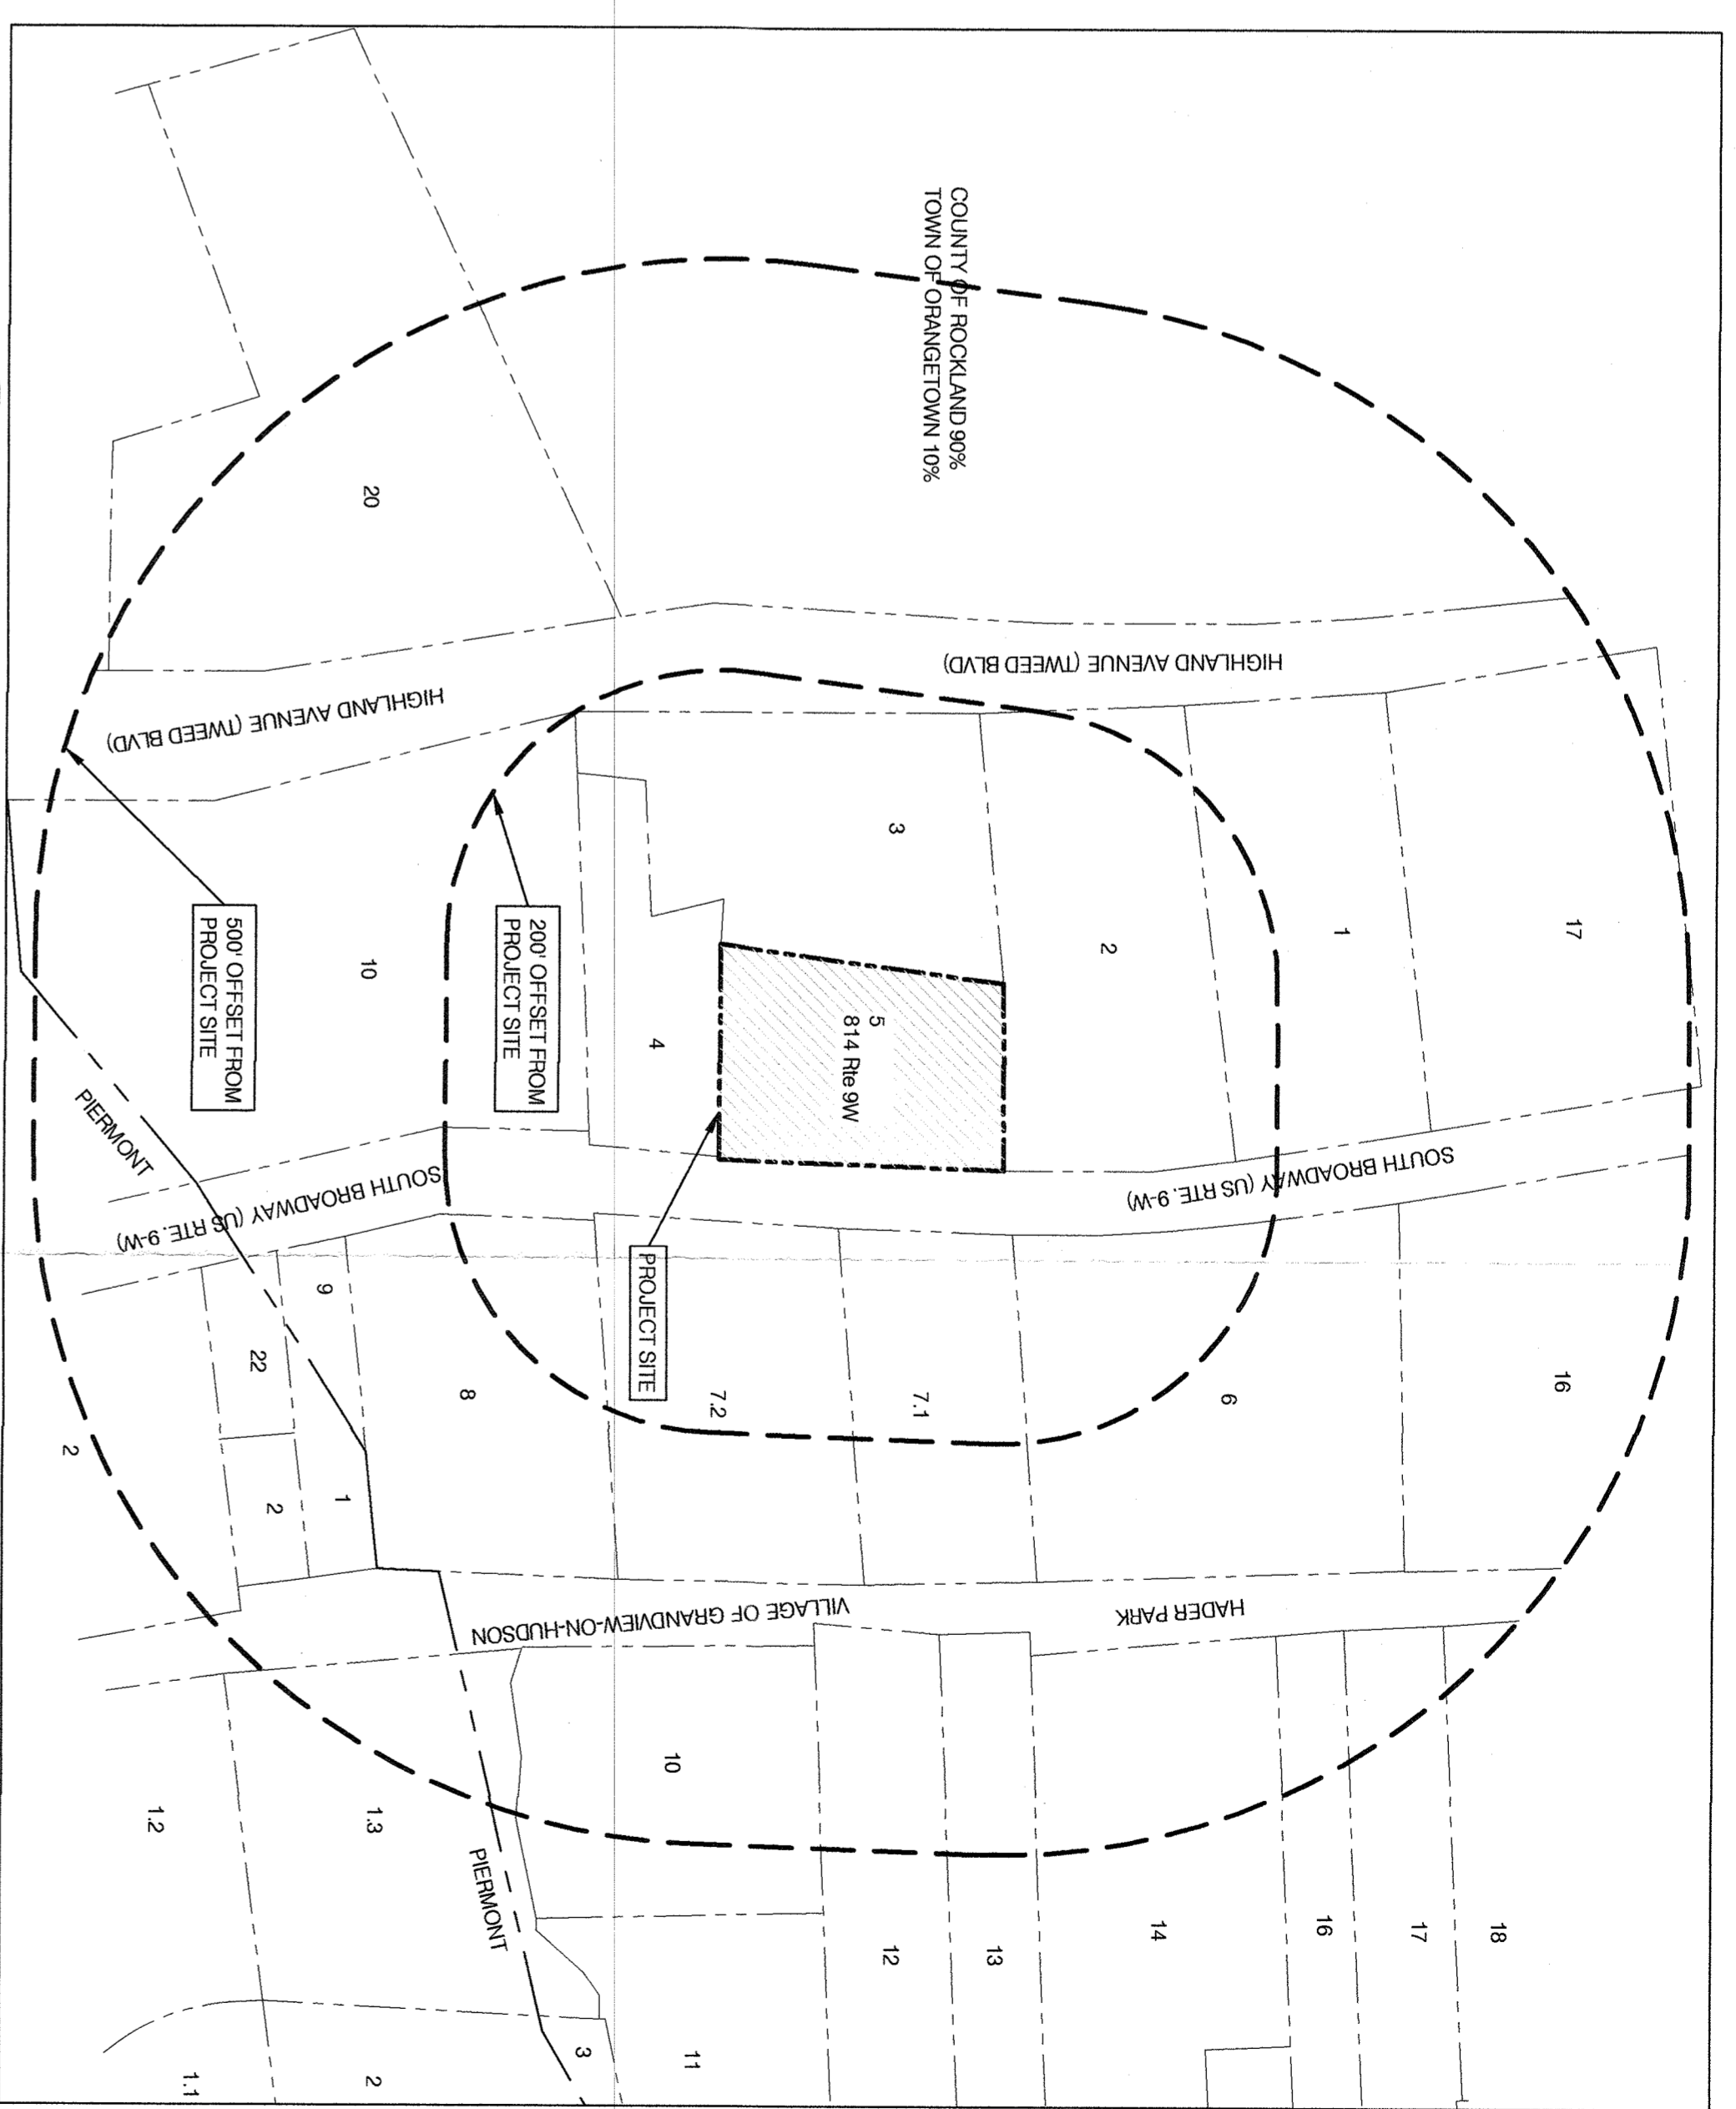 COUNTY OF ROCKLAND 90%
TOWN OF ORANGETOWN 10%
20
HIGHLAND AVENUE (TWEED BLVD)
HIGHLAND AVENUE (TWEED BLVD)
500' OFFSET FROM
PROJECT SITE
200' OFFSET FROM
PROJECT SITE
10
3
2
1
17
4
5
814 Rte 9W
PIERMONT
SOUTH BROADWAY (US RTE. 9-W)
SOUTH BROADWAY (US RTE. 9-W)
PROJECT SITE
9
22
8
7.2
7.1
6
16
2
2
1
VILLAGE OF GRANDVIEW-ON-HUDSON
HADER PARK
10
1.2
1.3
PIERMONT
12
13
14
16
17
18
1.1
2
3
11